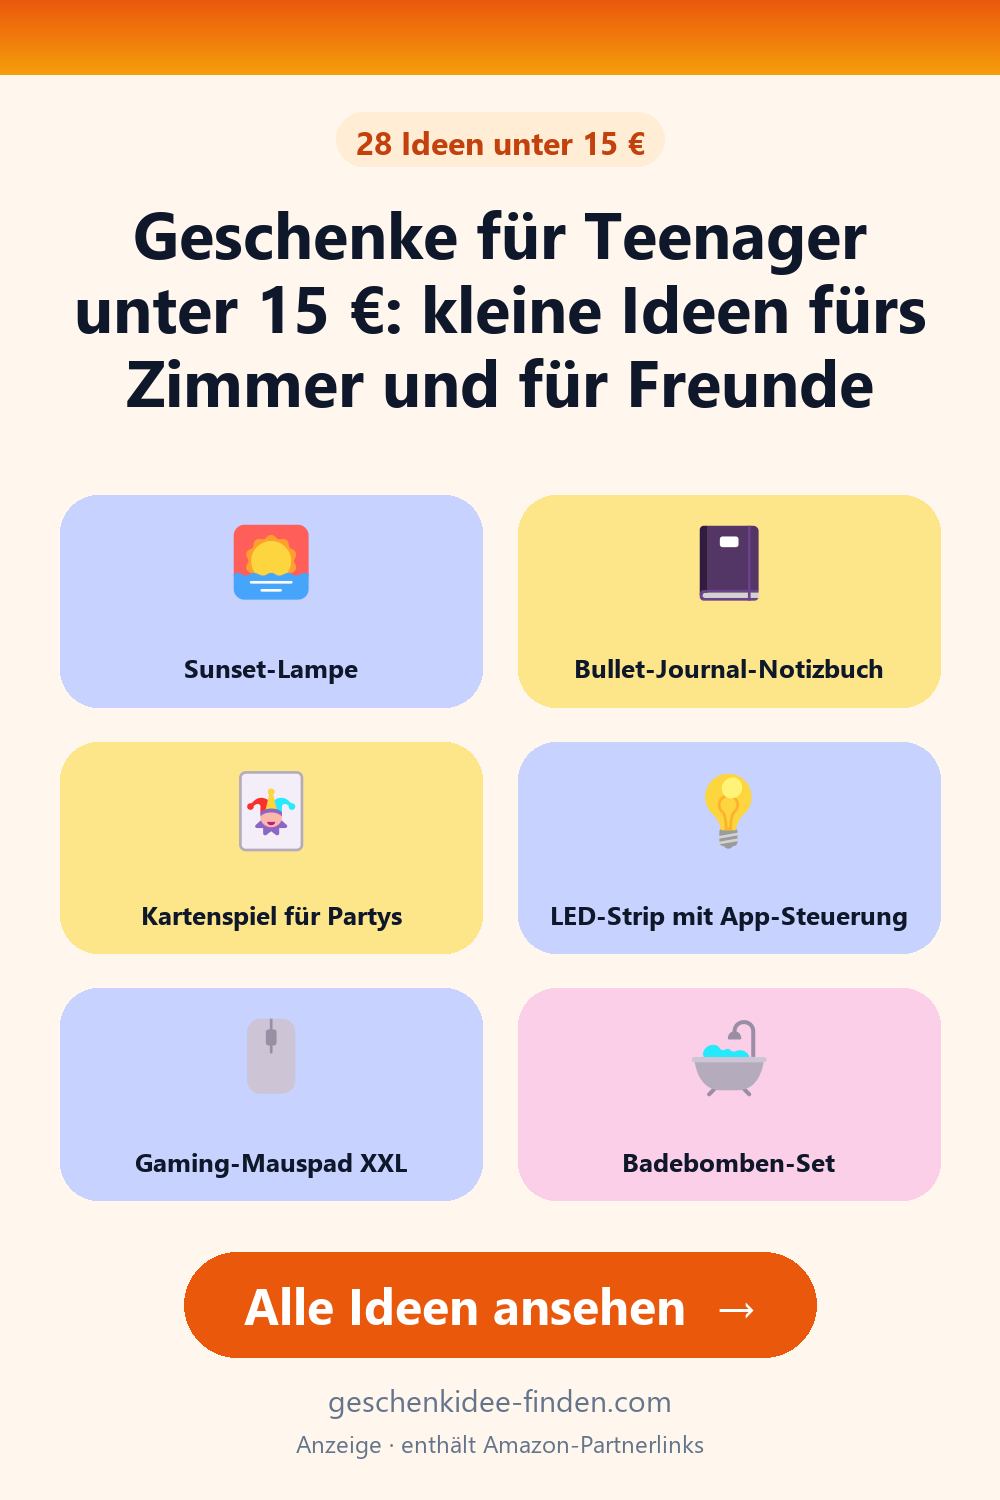 28 Ideen unter 15 €
Geschenke für Teenager
unter 15 €: kleine Ideen fürs
Zimmer und für Freunde
Sunset-Lampe
Bullet-Journal-Notizbuch
Kartenspiel für Partys
LED-Strip mit App-Steuerung
Gaming-Mauspad XXL
Badebomben-Set
Alle Ideen ansehen →
geschenkidee-finden.com
Anzeige · enthält Amazon-Partnerlinks